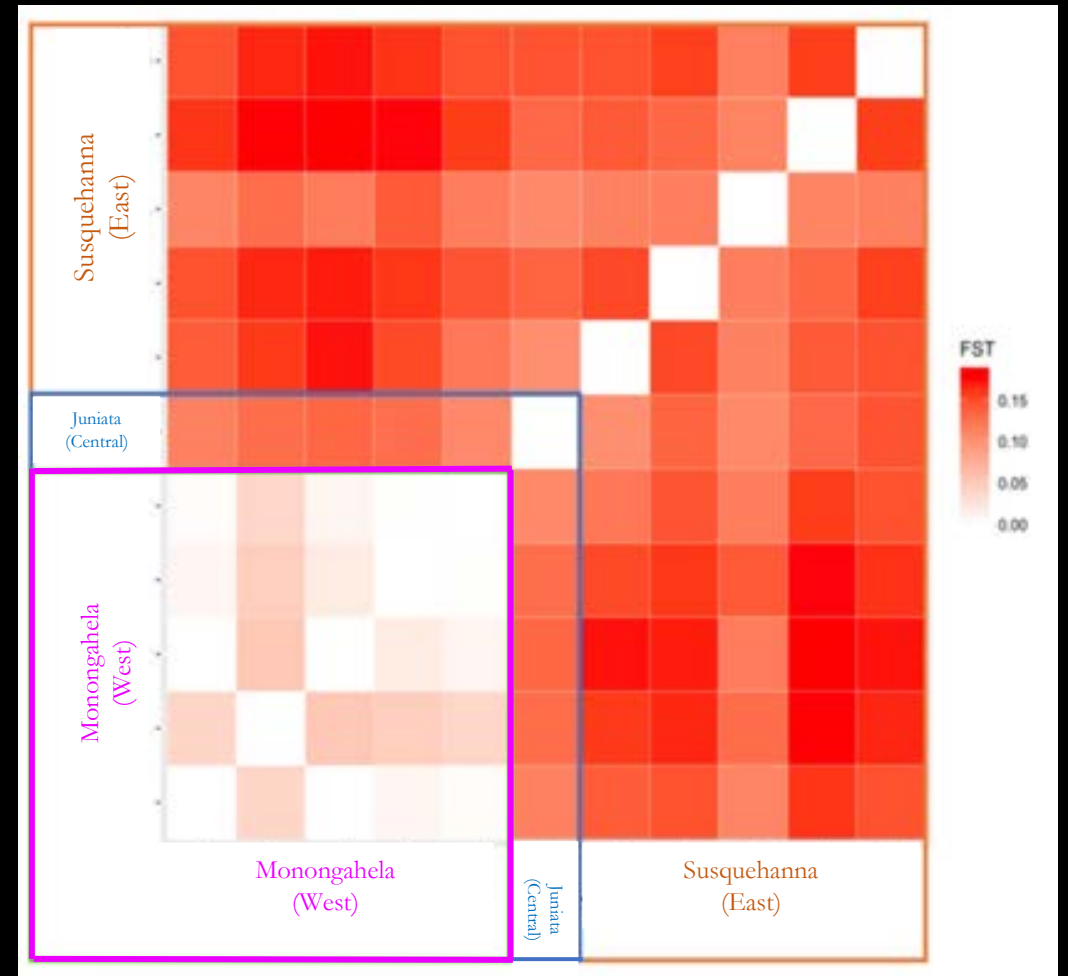 Susquehanna
(East)
Juniata
(Central)
Monongahela
(West)
Monongahela
(West)
Juniata
(Central)
Susquehanna
(East)
FST
0.15
0.10
0.05
0.00